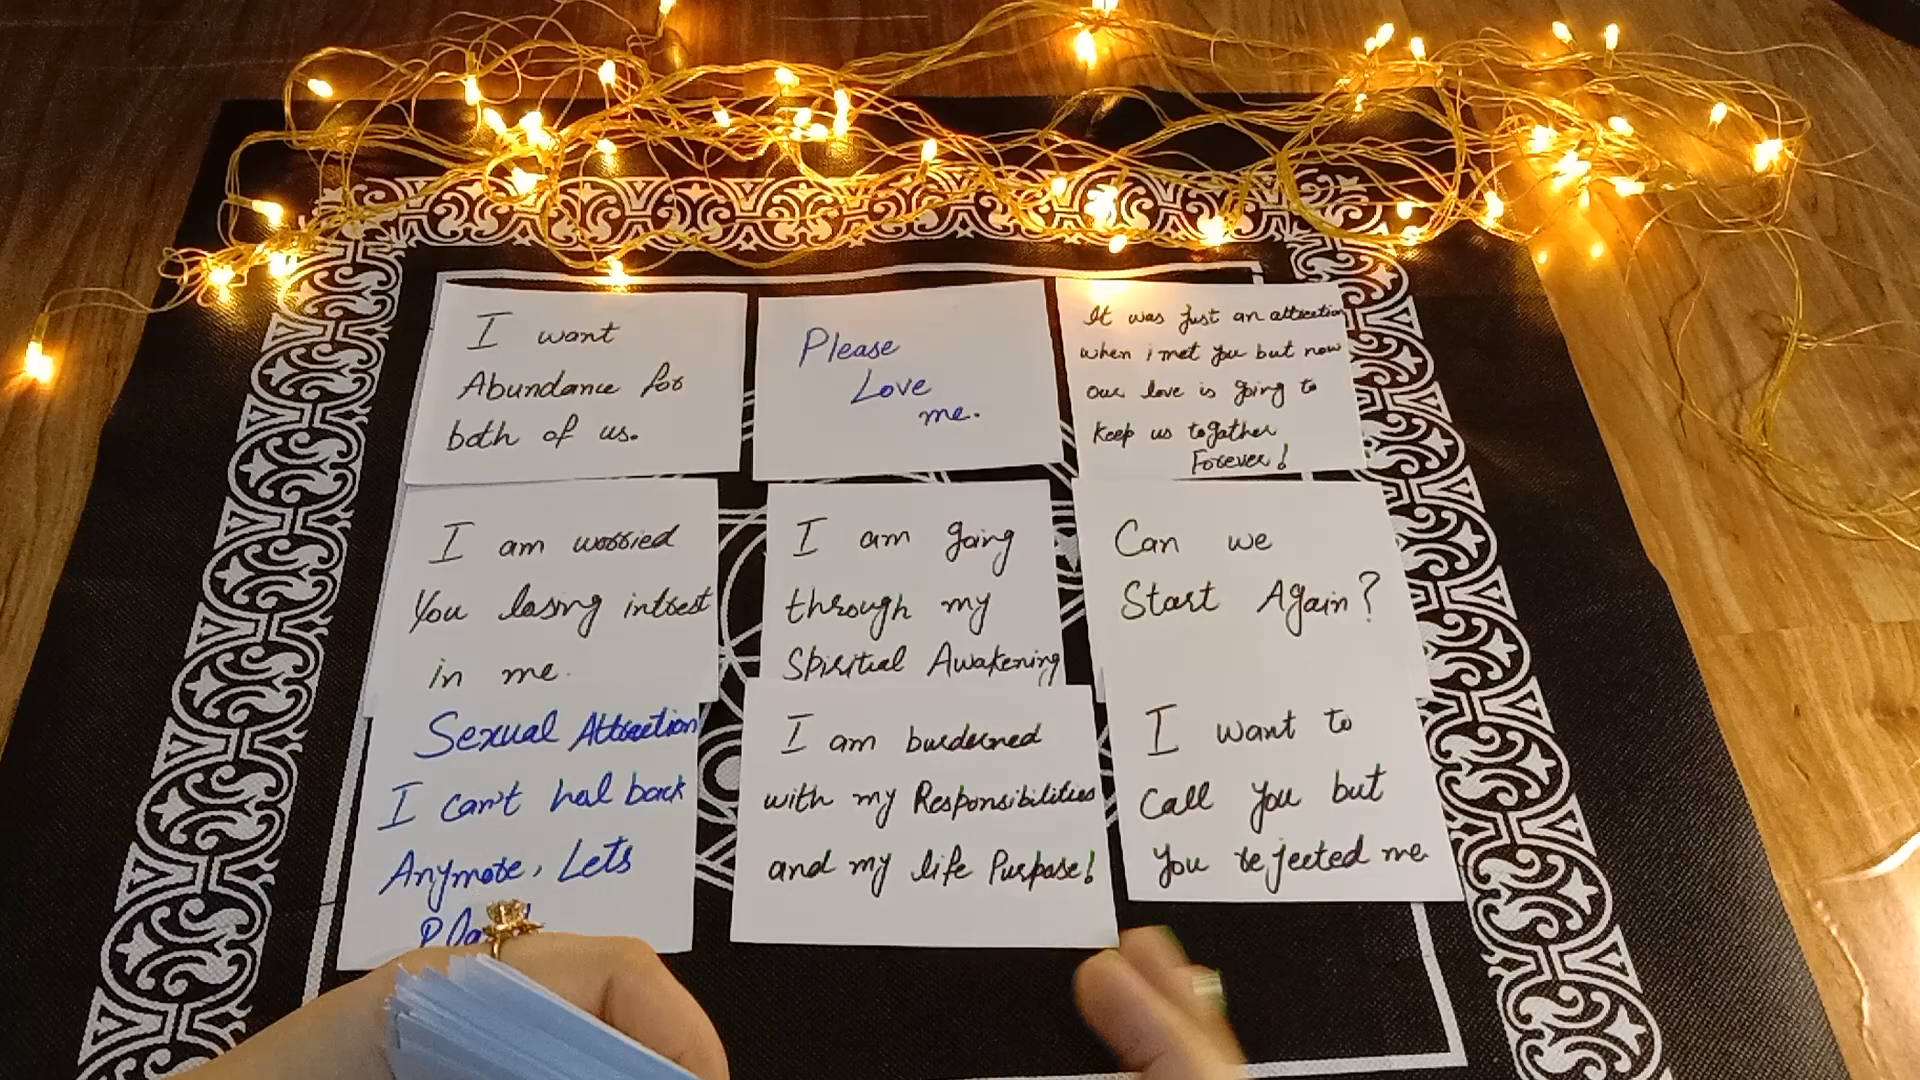 I want
Abundance for
both of us.
Please
Love
me.
It was just an attraction
when i met you but now
our love is going to
Keep us togather
Forever!
I am worried
You losing intrest
in me.
I am going
through my
Spiritual Awakening
Can we
Start Again?
Sexual Attraction
I can't hal back
Anymore, Lets
I am burdened
with my Responsibilities
and my life Purpose!
I want to
Call You but
You rejected me